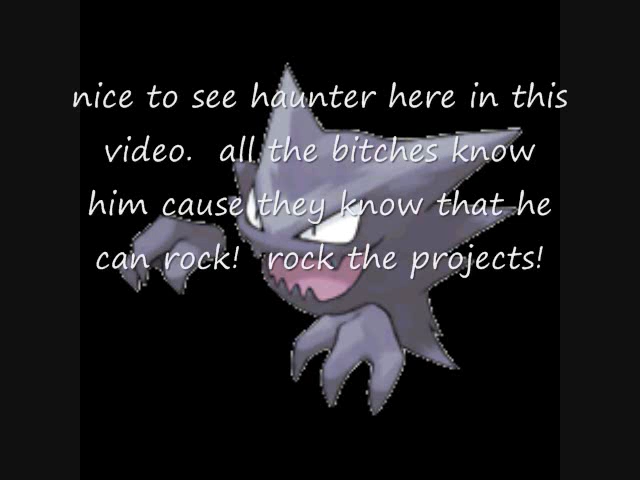 nice to see haunter here in this
video.  all the bitches know
him cause they know that he
can rock!  rock the projects!